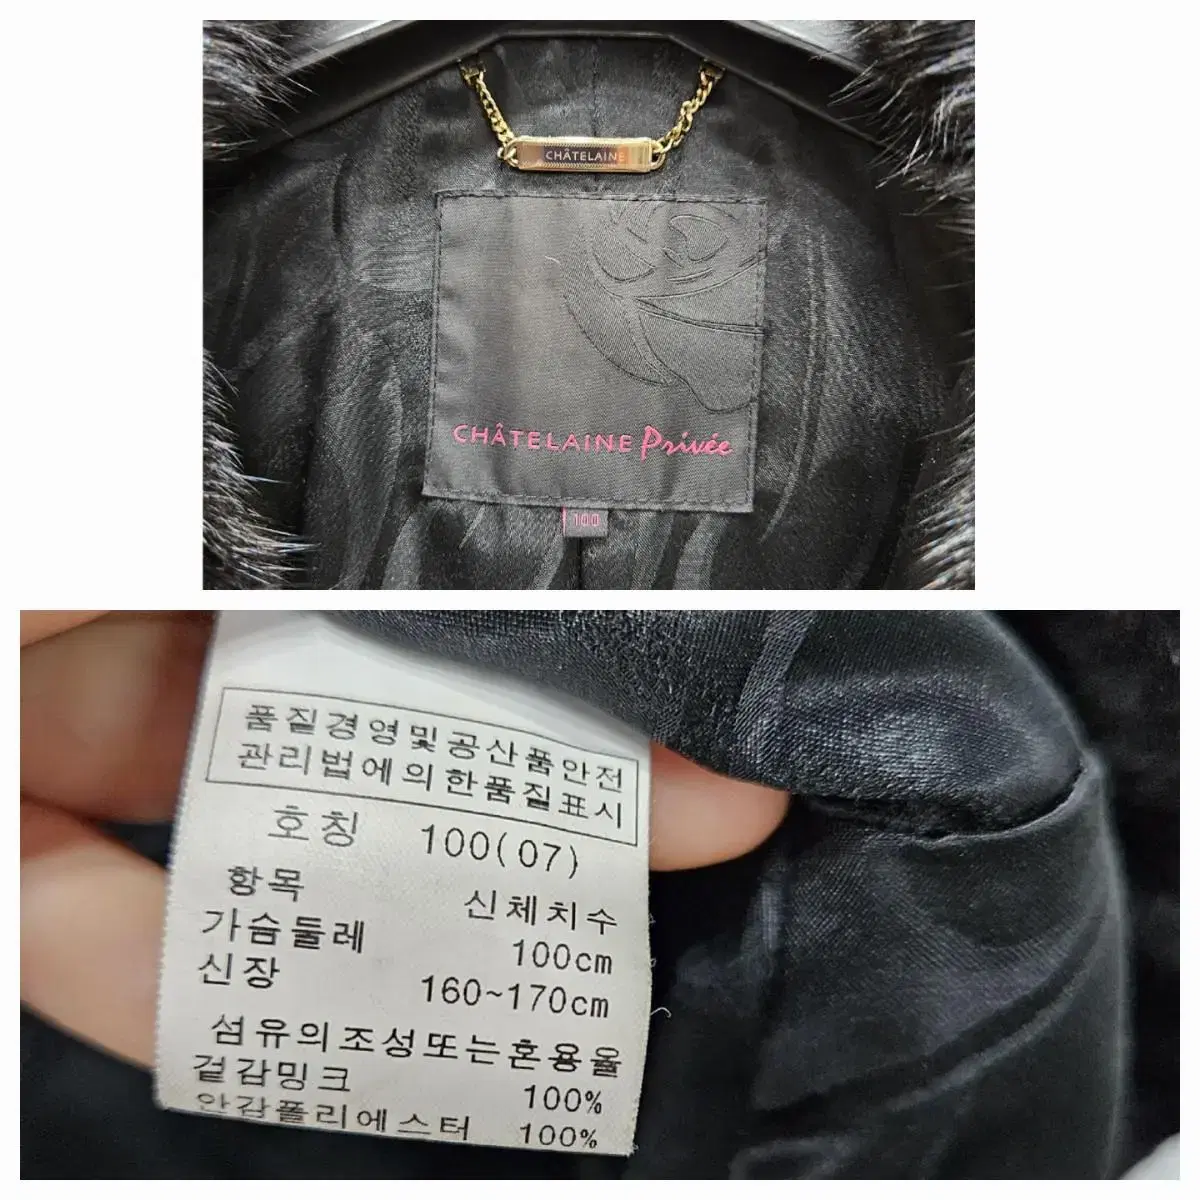 CHÂTELAINE
CHÂTELAINE Privée
100
품질경영및공산품안전
관리법에의한품질표시
호칭 100(07)
항목 신체치수
가슴둘레 100cm
신장 160~170cm
섬유의조성또는혼용율
겉감밍크 100%
안감폴리에스터 100%